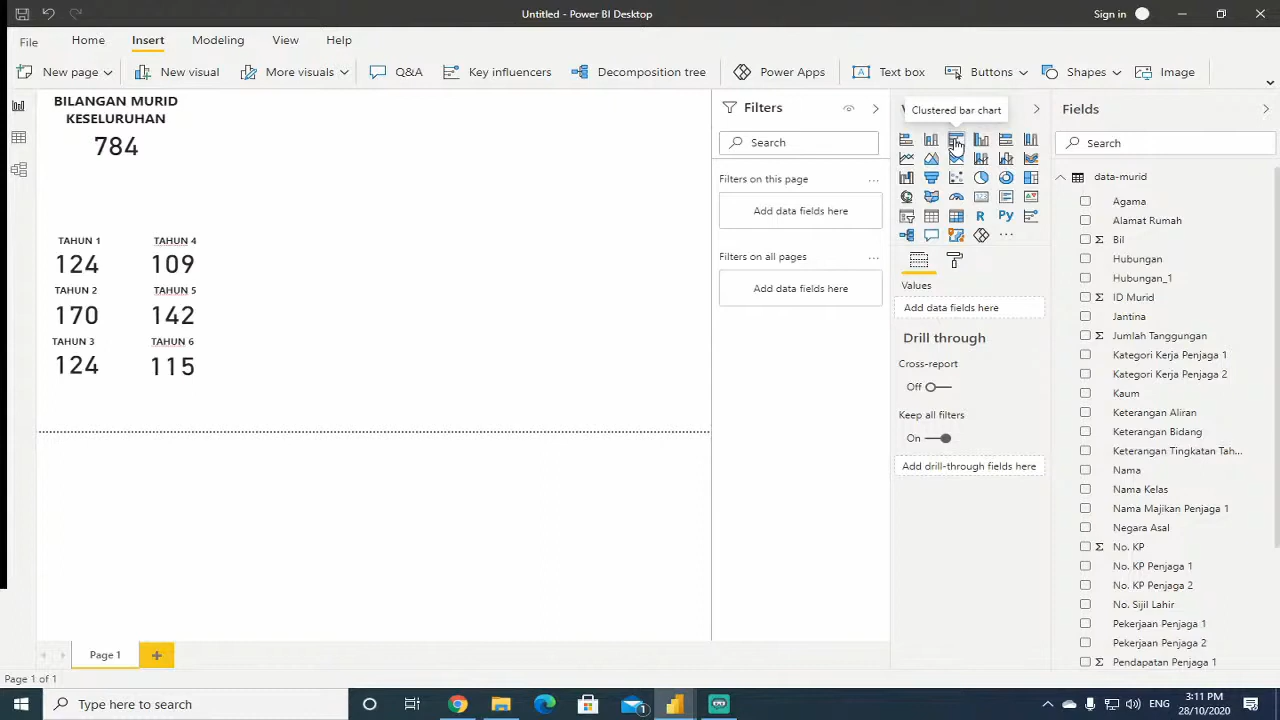 Untitled - Power BI Desktop
Sign in
File
Home
Insert
Modeling
View
Help
New page
New visual
More visuals
Q&A
Key influencers
Decomposition tree
Power Apps
Text box
Buttons
Shapes
Image
BILANGAN MURID
KESELURUHAN
784
TAHUN 1
TAHUN 4
124
109
TAHUN 2
TAHUN 5
170
142
TAHUN 3
TAHUN 6
124
115
Filters
Search
Filters on this page
...
Add data fields here
Filters on all pages
...
Add data fields here
V
Clustered bar chart
R
Py
...
Values
Add data fields here
Drill through
Cross-report
Off
Keep all filters
On
Add drill-through fields here
Fields
Search
data-murid
Agama
Alamat Rumah
Σ Bil
Hubungan
Hubungan_1
Σ ID Murid
Jantina
Σ Jumlah Tanggungan
Kategori Kerja Penjaga 1
Kategori Kerja Penjaga 2
Kaum
Keterangan Aliran
Keterangan Bidang
Keterangan Tingkatan Tah...
Nama
Nama Kelas
Nama Majikan Penjaga 1
Negara Asal
Σ No. KP
No. KP Penjaga 1
No. KP Penjaga 2
No. Sijil Lahir
Pekerjaan Penjaga 1
Pekerjaan Penjaga 2
Σ Pendapatan Penjaga 1
Page 1
Page 1 of 1
Type here to search
1
3:11 PM
28/10/2020